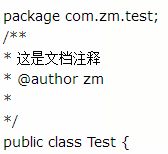 package com.zm.test;
/**
* 这是文档注释
* @author zm
*
*/
public class Test {